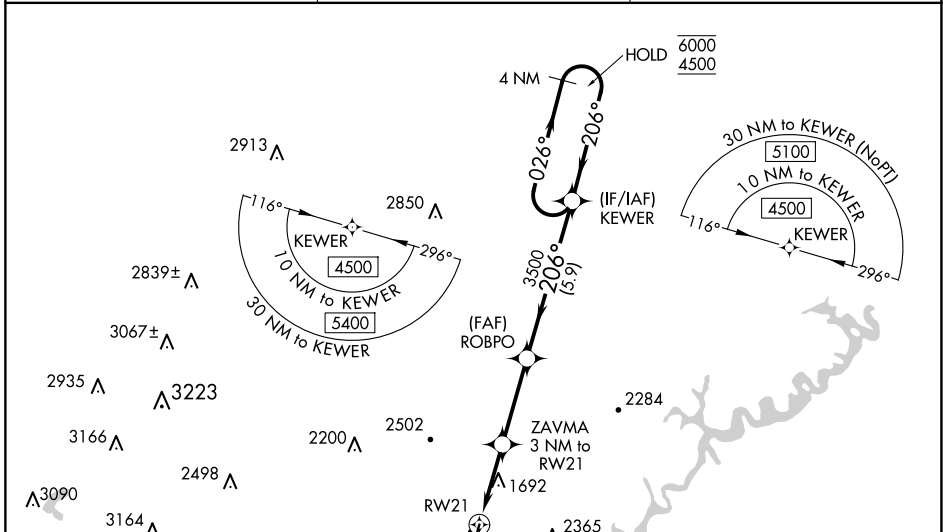 HOLD 6000
4500
4 NM
026°
206°
2913
30 NM to KEWER (NoPT)
5100
10 NM to KEWER
4500
KEWER
116°
296°
(IF/IAF)
KEWER
2850
116°
KEWER
296°
4500
10 NM to KEWER
5400
30 NM to KEWER
3500
206°
(5.9)
2839±
(FAF)
ROBPO
3067±
2935
3223
2284
2502
ZAVMA
3 NM to
RW21
3166
2200
2498
1692
3090
RW21
3164
2365